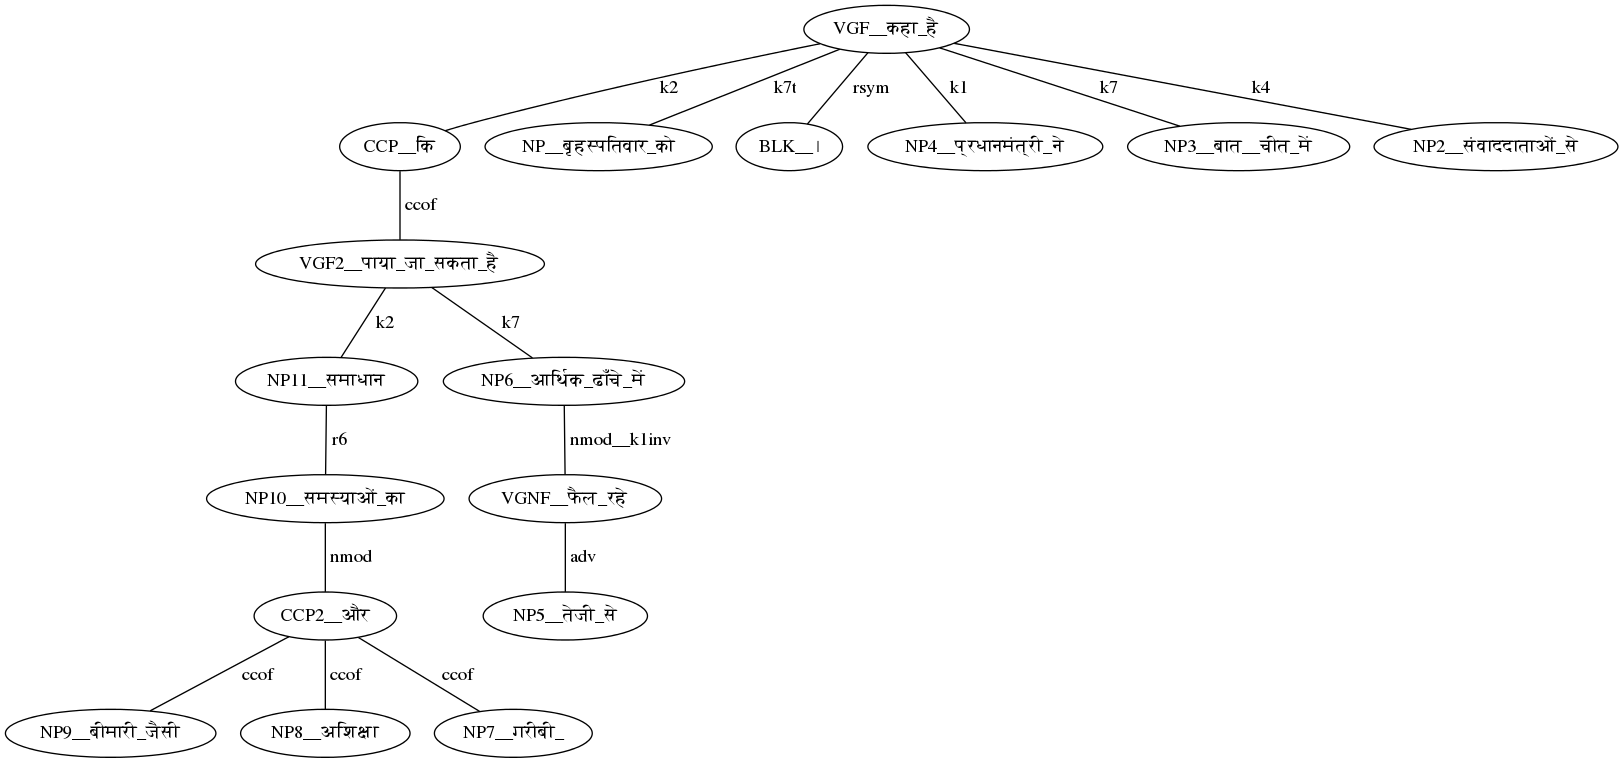 VGF__कहा_है
k2
k7t
rsym
k1
k7
k4
CCP__कि
NP__बृहस्पतिवार_को
BLK__।
NP4__प्रधानमंत्री_ने
NP3__बात__चीत_में
NP2__संवाददाताओं_से
ccof
VGF2__पाया_जा_सकता_है
k2
k7
NP11__समाधान
NP6__आर्थिक_ढाँचे_में
r6
nmod__k1inv
NP10__समस्याओं_का
VGNF__फैल_रहे
nmod
adv
CCP2__और
NP5__तेजी_से
ccof
ccof
ccof
NP9__बीमारी_जैसी
NP8__अशिक्षा
NP7__गरीबी_